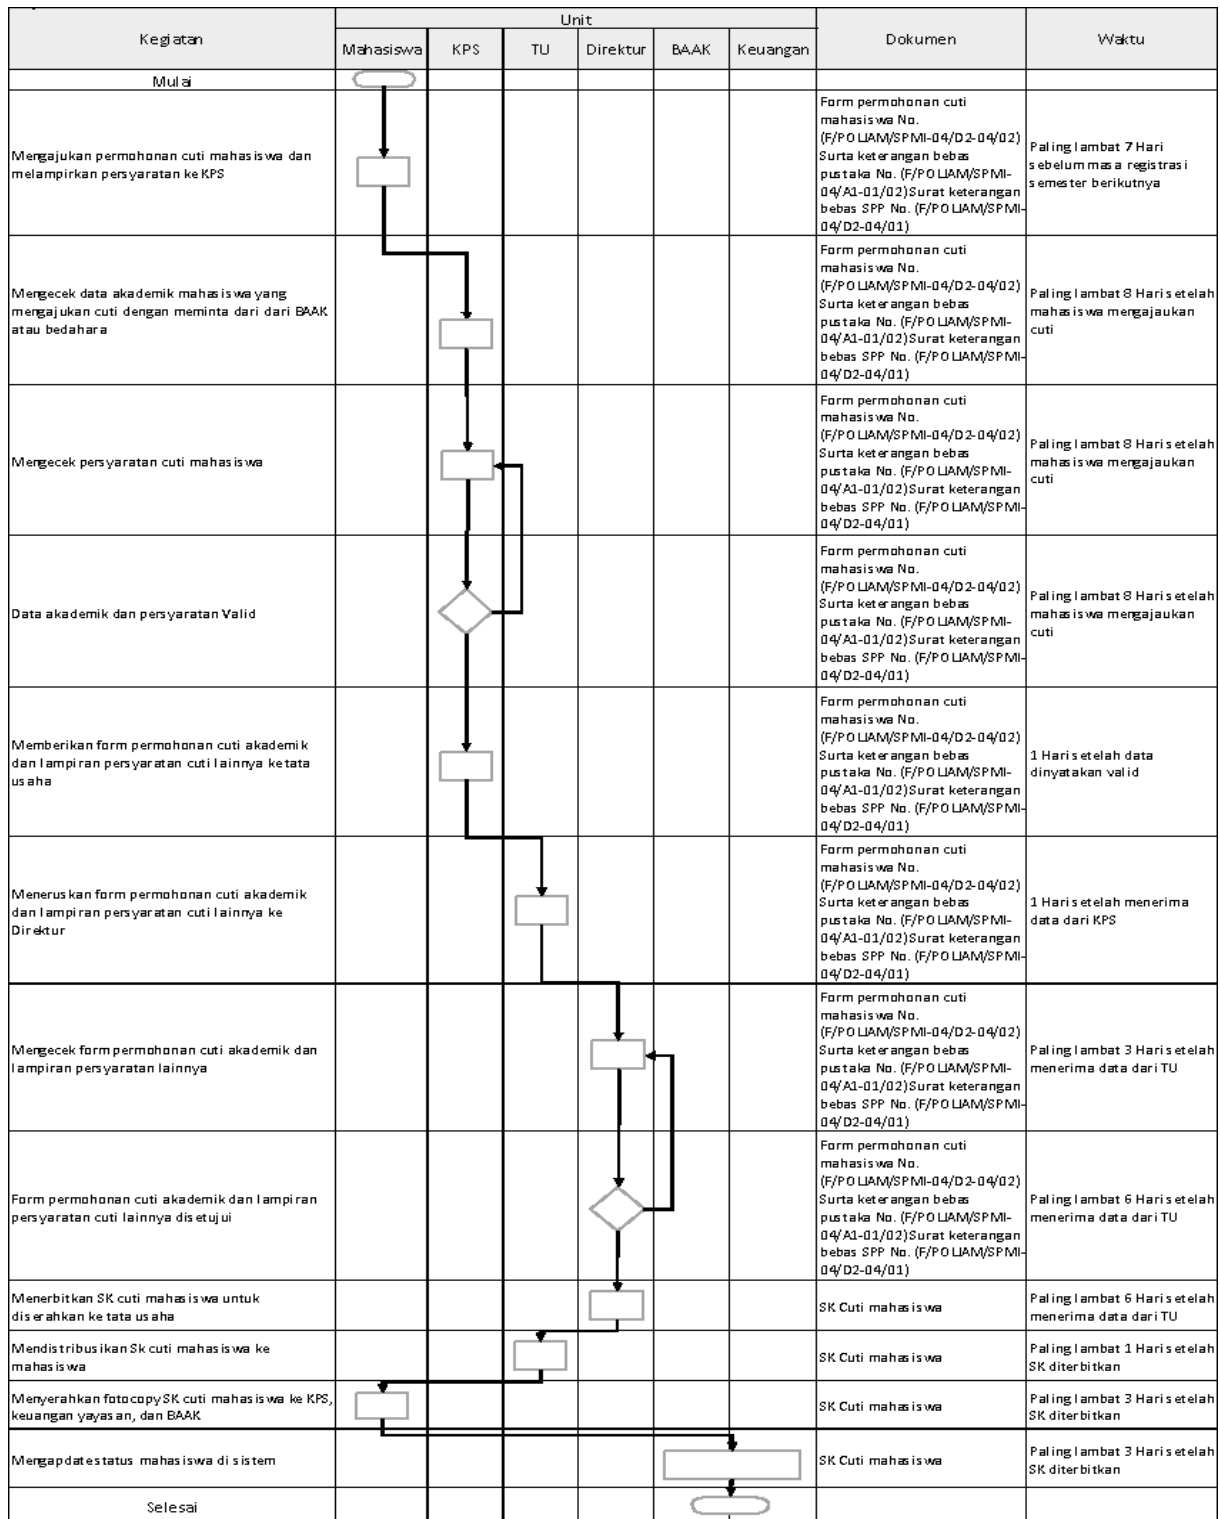 Unit
Kegiatan
Dokumen
Waktu
Mahasiswa
KPS
TU
Direktur
BAAK
Keuangan
Mulai
Mengajukan permohonan cuti mahasiswa dan
melampirkan persyaratan ke KPS
Form permohonan cuti
mahasiswa No.
(F/POLIAM/SPMI-04/D2-04/02)
Surta keterangan bebas
pustaka No. (F/POLIAM/SPMI-
04/A1-01/02)Surat keterangan
bebas SPP No. (F/POLIAM/SPMI-
04/D2-04/01)
Paling lambat 7 Hari
sebelum masa registrasi
semester berikutnya
Mengecek data akademik mahasiswa yang
mengajukan cuti dengan meminta dari dari BAAK
atau bedahara
Form permohonan cuti
mahasiswa No.
(F/POLIAM/SPMI-04/D2-04/02)
Surta keterangan bebas
pustaka No. (F/POLIAM/SPMI-
04/A1-01/02)Surat keterangan
bebas SPP No. (F/POLIAM/SPMI-
04/D2-04/01)
Paling lambat 8 Hari setelah
mahasiswa mengajaukan
cuti
Mengecek persyaratan cuti mahasiswa
Form permohonan cuti
mahasiswa No.
(F/POLIAM/SPMI-04/D2-04/02)
Surta keterangan bebas
pustaka No. (F/POLIAM/SPMI-
04/A1-01/02)Surat keterangan
bebas SPP No. (F/POLIAM/SPMI-
04/D2-04/01)
Paling lambat 8 Hari setelah
mahasiswa mengajaukan
cuti
Data akademik dan persyaratan Valid
Form permohonan cuti
mahasiswa No.
(F/POLIAM/SPMI-04/D2-04/02)
Surta keterangan bebas
pustaka No. (F/POLIAM/SPMI-
04/A1-01/02)Surat keterangan
bebas SPP No. (F/POLIAM/SPMI-
04/D2-04/01)
Paling lambat 8 Hari setelah
mahasiswa mengajaukan
cuti
Memberikan form permohonan cuti akademik
dan lampiran persyaratan cuti lainnya ke tata
usaha
Form permohonan cuti
mahasiswa No.
(F/POLIAM/SPMI-04/D2-04/02)
Surta keterangan bebas
pustaka No. (F/POLIAM/SPMI-
04/A1-01/02)Surat keterangan
bebas SPP No. (F/POLIAM/SPMI-
04/D2-04/01)
1 Hari setelah data
dinyatakan valid
Meneruskan form permohonan cuti akademik
dan lampiran persyaratan cuti lainnya ke
Direktur
Form permohonan cuti
mahasiswa No.
(F/POLIAM/SPMI-04/D2-04/02)
Surta keterangan bebas
pustaka No. (F/POLIAM/SPMI-
04/A1-01/02)Surat keterangan
bebas SPP No. (F/POLIAM/SPMI-
04/D2-04/01)
1 Hari setelah menerima
data dari KPS
Mengecek form permohonan cuti akademik dan
lampiran persyaratan lainnya
Form permohonan cuti
mahasiswa No.
(F/POLIAM/SPMI-04/D2-04/02)
Surta keterangan bebas
pustaka No. (F/POLIAM/SPMI-
04/A1-01/02)Surat keterangan
bebas SPP No. (F/POLIAM/SPMI-
04/D2-04/01)
Paling lambat 3 Hari setelah
menerima data dari TU
Form permohonan cuti akademik dan lampiran
persyaratan cuti lainnya disetujui
Form permohonan cuti
mahasiswa No.
(F/POLIAM/SPMI-04/D2-04/02)
Surta keterangan bebas
pustaka No. (F/POLIAM/SPMI-
04/A1-01/02)Surat keterangan
bebas SPP No. (F/POLIAM/SPMI-
04/D2-04/01)
Paling lambat 6 Hari setelah
menerima data dari TU
Menerbitkan SK cuti mahasiswa untuk
diserahkan ke tata usaha
SK Cuti mahasiswa
Paling lambat 6 Hari setelah
menerima data dari TU
Mendistribusikan Sk cuti mahasiswa ke
mahasiswa
SK Cuti mahasiswa
Paling lambat 1 Hari setelah
SK diterbitkan
Menyerahkan fotocopy SK cuti mahasiswa ke KPS,
keuangan yayasan, dan BAAK
SK Cuti mahasiswa
Paling lambat 3 Hari setelah
SK diterbitkan
Mengapdate status mahasiswa di sistem
SK Cuti mahasiswa
Paling lambat 3 Hari setelah
SK diterbitkan
Selesai